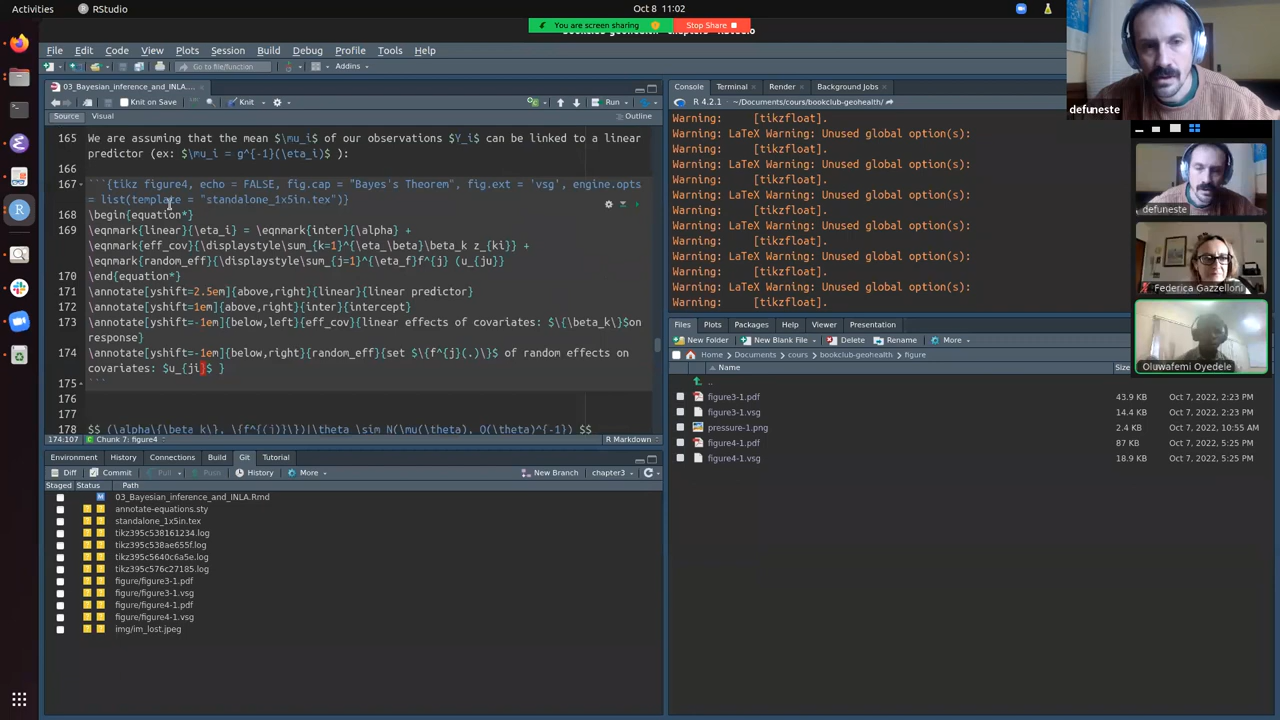 Activities
RStudio
Oct 8 11:02
You are screen sharing
Stop Share
File Edit Code View Plots Session Build Debug Profile Tools Help
Go to file/function
Addins
03_Bayesian_inference_and_INLA....
Knit on Save
Knit
Run
Source
Visual
Outline
165 We are assuming that the mean $\mu_i$ of our observations $Y_i$ can be linked to a linear
predictor (ex: $\mu_i = g^{-1}(\eta_i)$ ):
166
167 ```{tikz figure4, echo = FALSE, fig.cap = "Bayes's Theorem", fig.ext = 'vsg', engine.opts
= list(template = "standalone_1x5in.tex")}
168 \begin{equation*}
169 \eqnmark{linear}{\eta_i} = \eqnmark{inter}{\alpha} +
\eqnmark{eff_cov}{\displaystyle\sum_{k=1}^{\eta_\beta}\beta_k z_{ki}} +
\eqnmark{random_eff}{\displaystyle\sum_{j=1}^{\eta_f}f^{j} (u_{ju}}
170 \end{equation*}
171 \annotate[yshift=2.5em]{above,right}{linear}{linear predictor}
172 \annotate[yshift=1em]{above,right}{inter}{intercept}
173 \annotate[yshift=-1em]{below,left}{eff_cov}{linear effects of covariates: $\{\beta_k\}$on
response}
174 \annotate[yshift=-1em]{below,right}{random_eff}{set $\{f^{j}(.)\}$ of random effects on
covariates: $u_{ji}$ }
175 ```
176
177
178 $$ (\alpha\{\beta_k\}, \{f^{(j)}\})|\theta \sim N(\mu(\theta), Q(\theta)^{-1}) $$
174:107 Chunk 7: figure4
R Markdown
Environment History Connections Build Git Tutorial
Diff Commit Pull Push History More
New Branch chapter3
Staged Status Path
M 03_Bayesian_inference_and_INLA.Rmd
? ? annotate-equations.sty
? ? standalone_1x5in.tex
? ? tikz395c538161234.log
? ? tikz395c538ae655f.log
? ? tikz395c5640c6a5e.log
? ? tikz395c576c27185.log
? ? figure/figure3-1.pdf
? ? figure/figure3-1.vsg
? ? figure/figure4-1.pdf
? ? figure/figure4-1.vsg
? ? img/im_lost.jpeg
Console Terminal Render Background Jobs
R 4.2.1 · ~/Documents/cours/bookclub-geohealth/
Warning: [tikzfloat].
Warning: LaTeX Warning: Unused global option(s):
Warning: [tikzfloat].
Warning: LaTeX Warning: Unused global option(s):
Warning: [tikzfloat].
Warning: LaTeX Warning: Unused global option(s):
Warning: [tikzfloat].
Warning: LaTeX Warning: Unused global option(s):
Warning: [tikzfloat].
Warning: LaTeX Warning: Unused global option(s):
Warning: [tikzfloat].
Warning: LaTeX Warning: Unused global option(s):
Warning: [tikzfloat].
Files Plots Packages Help Viewer Presentation
New Folder New Blank File Delete Rename More
Home Documents cours bookclub-geohealth figure
Name
..
figure3-1.pdf 43.9 KB Oct 7, 2022, 2:23 PM
figure3-1.vsg 14.4 KB Oct 7, 2022, 2:23 PM
pressure-1.png 2.4 KB Oct 7, 2022, 10:55 AM
figure4-1.pdf 87 KB Oct 7, 2022, 5:25 PM
figure4-1.vsg 18.9 KB Oct 7, 2022, 5:25 PM
defuneste
defuneste
Federica Gazzelloni
Oluwafemi Oyedele